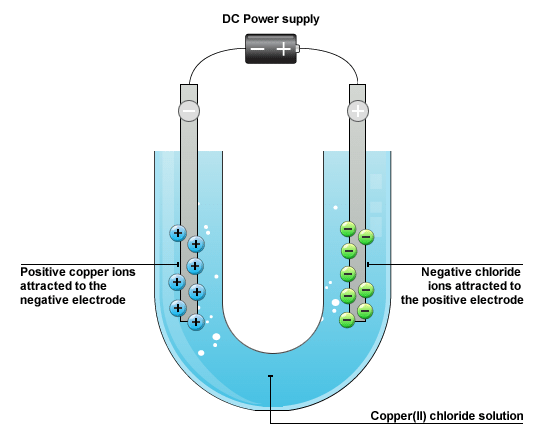 DC Power supply
Positive copper ions
attracted to the
negative electrode
Negative chloride
ions attracted to
the positive electrode
Copper(II) chloride solution